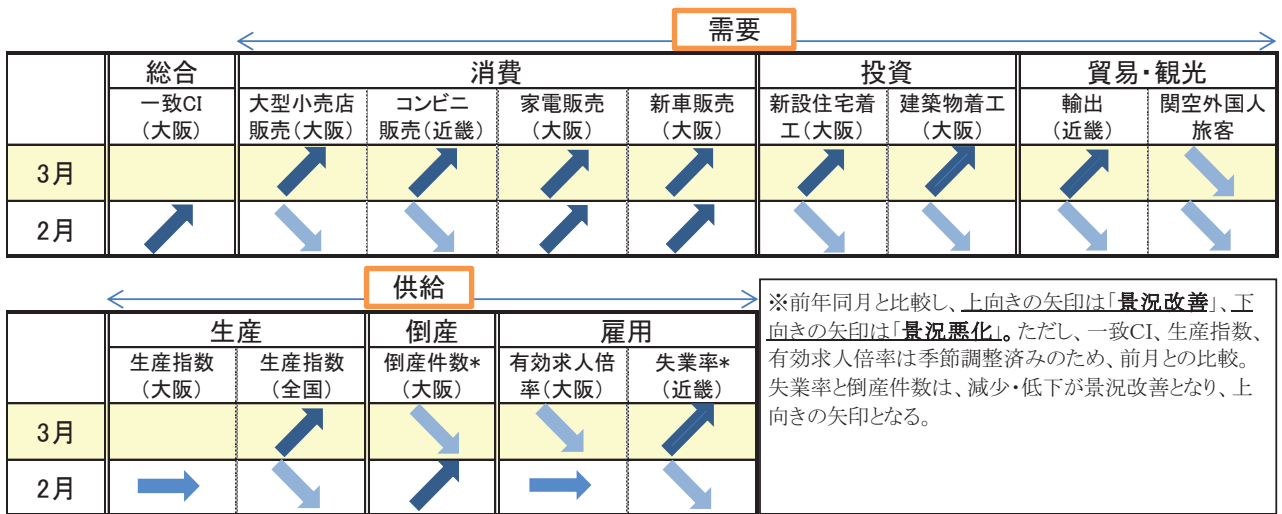 需要
総合 消費 投資 貿易・観光
一致CI
(大阪)
大型小売店
販売(大阪)
コンビニ
販売(近畿)
家電販売
(大阪)
新車販売
(大阪)
新設住宅着
工(大阪)
建築物着工
(大阪)
輸出
(近畿)
関空外国人
旅客
3月
2月
供給
生産 倒産 雇用
生産指数
(大阪)
生産指数
(全国)
倒産件数*
(大阪)
有効求人倍
率(大阪)
失業率*
(近畿)
3月
2月
※前年同月と比較し、上向きの矢印は「景況改善」、下
向きの矢印は「景況悪化」。ただし、一致CI、生産指数、
有効求人倍率は季節調整済みのため、前月との比較。
失業率と倒産件数は、減少・低下が景況改善となり、上
向きの矢印となる。